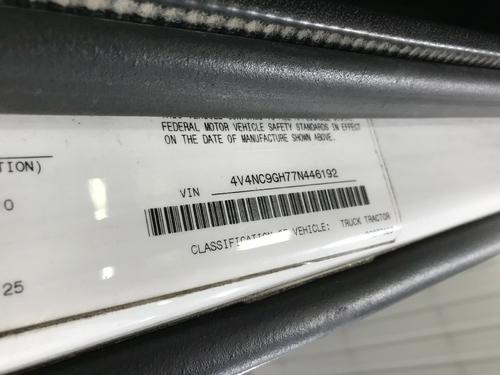 FEDERAL MOTOR VEHICLE SAFETY STANDARDS IN EFFECT
ON THE DATE OF MANUFACTURE SHOWN ABOVE.
TION)
0
VIN 4V4NC9GH77N446192
CLASSIFICATION OF VEHICLE: TRUCK TRACTOR
25